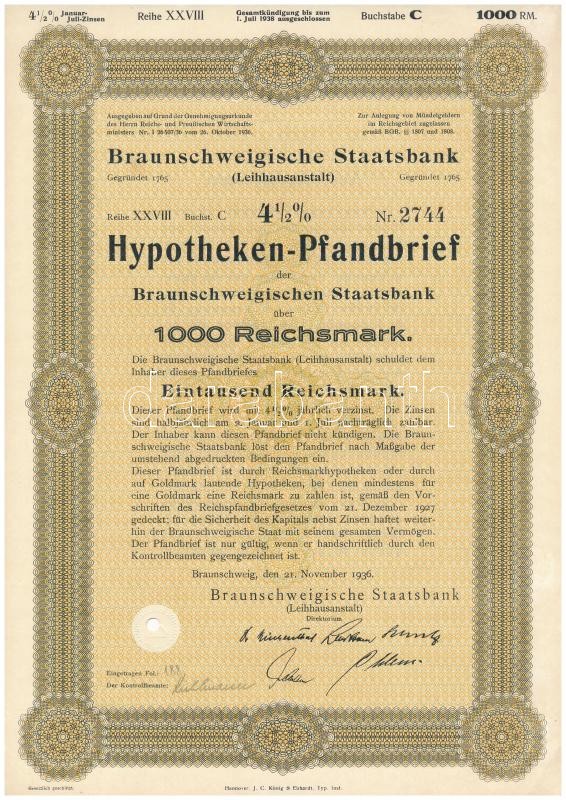 4½% Januar- Juli-Zinsen Reihe XXVIII Gesamtkündigung bis zum 1. Juli 1938 ausgeschlossen Buchstabe C 1000 RM.
Ausgegeben auf Grund der Genehmigungsurkunde
des Herrn Reichs- und Preußischen Wirtschafts-
ministers Nr. I 26 507/36 vom 26. Oktober 1936.
Zur Anlegung von Mündelgeldern
im Reichsgebiet zugelassen
gemäß BGB. § 1807 und 1808.
Braunschweigische Staatsbank
Gegründet 1765 (Leihhausanstalt) Gegründet 1765
Reihe XXVIII Buchst. C 4½% Nr. 2744
Hypotheken-Pfandbrief
der
Braunschweigischen Staatsbank
über
1000 Reichsmark.
Die Braunschweigische Staatsbank (Leihhausanstalt) schuldet dem
Inhaber dieses Pfandbriefes
Eintausend Reichsmark.
Dieser Pfandbrief wird mit 4½% jährlich verzinst. Die Zinsen
sind halbjährlich am 2. Januar und 1. Juli nachträglich zahlbar.
Der Inhaber kann diesen Pfandbrief nicht kündigen. Die Braun-
schweigische Staatsbank löst den Pfandbrief nach Maßgabe der
umstehend abgedruckten Bedingungen ein.
Dieser Pfandbrief ist durch Reichsmarkhypotheken oder durch
auf Goldmark lautende Hypotheken, bei denen mindestens für
eine Goldmark eine Reichsmark zu zahlen ist, gemäß den Vor-
schriften des Reichspfandbriefgesetzes vom 21. Dezember 1927
gedeckt; für die Sicherheit des Kapitals nebst Zinsen haftet weiter-
hin der Braunschweigische Staat mit seinem gesamten Vermögen.
Der Pfandbrief ist nur gültig, wenn er handschriftlich durch den
Kontrollbeamten gegengezeichnet ist.
Braunschweig, den 21. November 1936.
Braunschweigische Staatsbank
(Leihhausanstalt)
Direktorium
Eingetragen Fol.
Der Kontrollbeamte:
Gesetzlich geschützt. Hannover. J. C. König & Ebhardt. Typ. Inst.